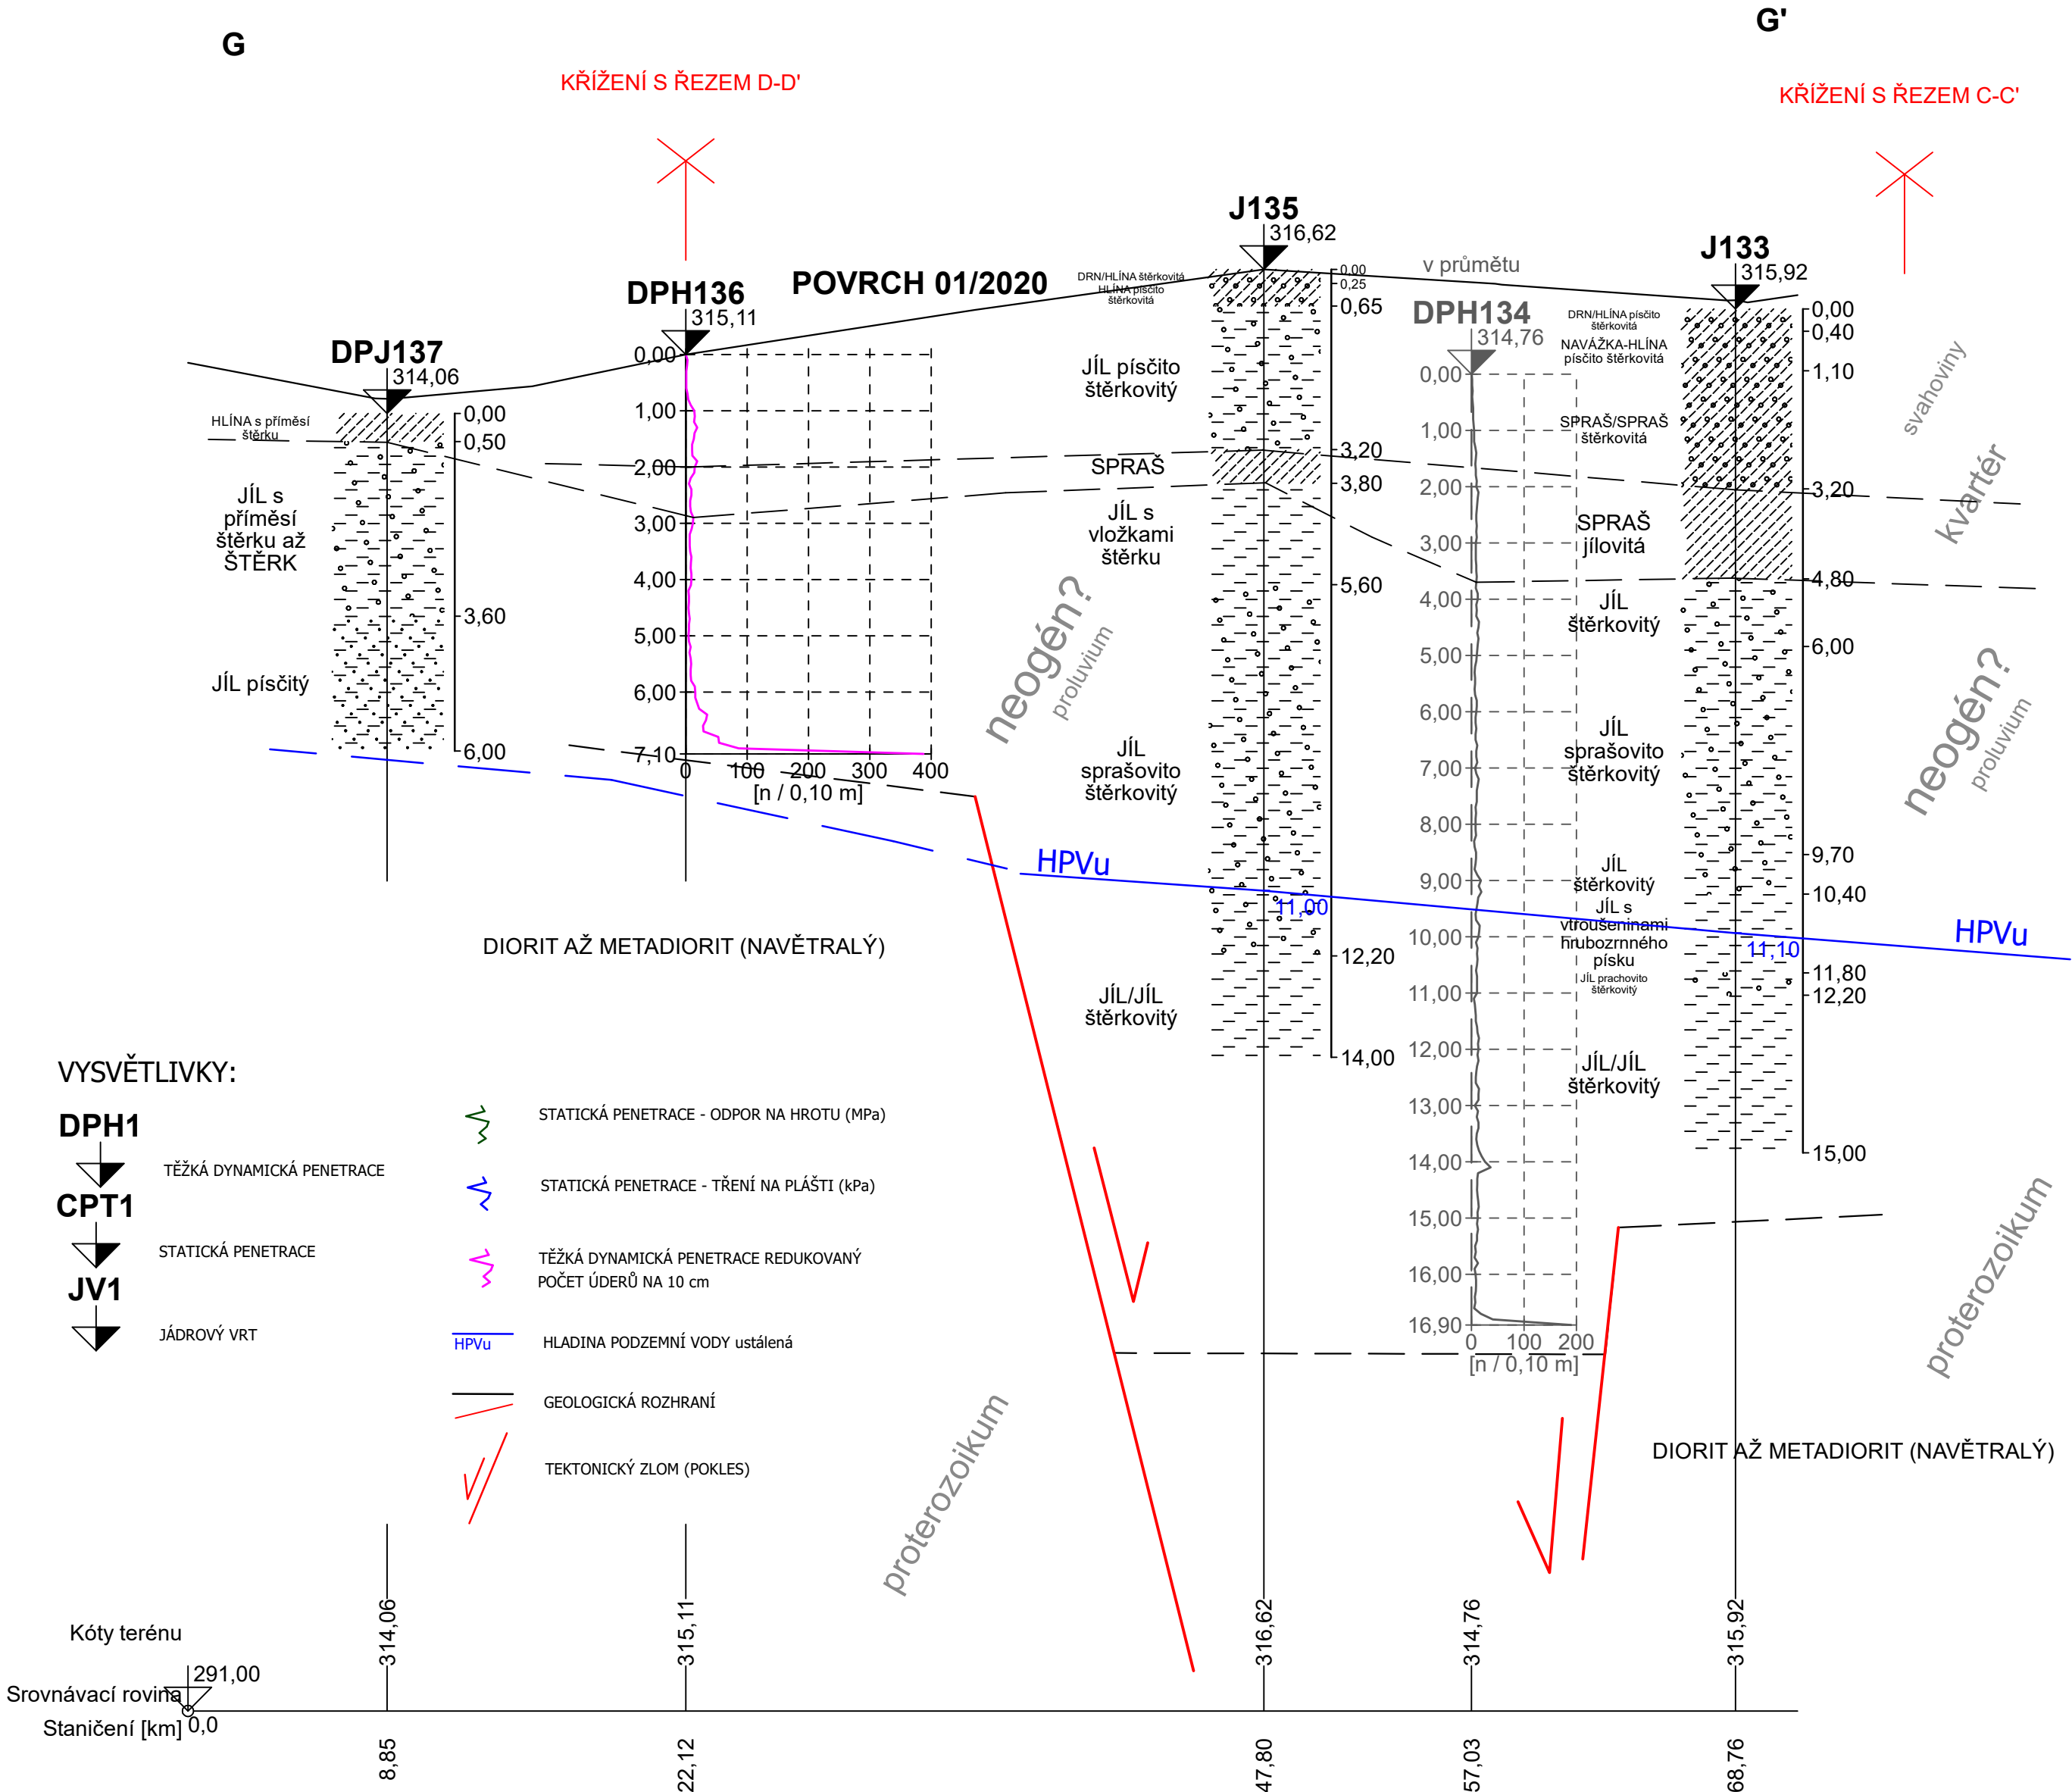 G
G'
KŘÍŽENÍ S ŘEZEM D-D'
KŘÍŽENÍ S ŘEZEM C-C'
POVRCH 01/2020
DPJ137
314,06
HLÍNA s příměsí
štěrku
JÍL s
příměsí
štěrku až
ŠTĚRK
JÍL písčitý
0,00
0,50
3,60
6,00
DPH136
315,11
0,00
1,00
2,00
3,00
4,00
5,00
6,00
7,10
0 100 200 300 400
[n / 0,10 m]
J135
316,62
DRN/HLÍNA štěrkovitá
HLÍNA písčito
štěrkovitá
JÍL písčito
štěrkovitý
SPRAŠ
JÍL s
vložkami
štěrku
JÍL
sprašovito
štěrkovitý
JÍL/JÍL
štěrkovitý
0,00
0,25
0,65
3,20
3,80
5,60
11,00
12,20
14,00
v průmětu
DPH134
314,76
0,00
1,00
2,00
3,00
4,00
5,00
6,00
7,00
8,00
9,00
10,00
11,00
12,00
13,00
14,00
15,00
16,00
16,90
0 100 200
[n / 0,10 m]
J133
315,92
DRN/HLÍNA písčito
štěrkovitá
NAVÁŽKA-HLÍNA
písčito štěrkovitá
SPRAŠ/SPRAŠ
štěrkovitá
SPRAŠ
jílovitá
JÍL
štěrkovitý
JÍL
sprašovito
štěrkovitý
JÍL
štěrkovitý
JÍL s
vtroušeninami
hrubozrnného
písku
JÍL prachovito
štěrkovitý
JÍL/JÍL
štěrkovitý
0,00
0,40
1,10
3,20
4,80
6,00
9,70
10,40
11,10
11,80
12,20
15,00
svahoviny
kvartér
neogén?
proluvium
neogén?
proluvium
HPVu
HPVu
proterozoikum
proterozoikum
DIORIT AŽ METADIORIT (NAVĚTRALÝ)
DIORIT AŽ METADIORIT (NAVĚTRALÝ)
VYSVĚTLIVKY:
DPH1
TĚŽKÁ DYNAMICKÁ PENETRACE
CPT1
STATICKÁ PENETRACE
JV1
JÁDROVÝ VRT
STATICKÁ PENETRACE - ODPOR NA HROTU (MPa)
STATICKÁ PENETRACE - TŘENÍ NA PLÁŠTI (kPa)
TĚŽKÁ DYNAMICKÁ PENETRACE REDUKOVANÝ
POČET ÚDERŮ NA 10 cm
HPVu
HLADINA PODZEMNÍ VODY ustálená
GEOLOGICKÁ ROZHRANÍ
TEKTONICKÝ ZLOM (POKLES)
Kóty terénu
314,06
315,11
316,62
314,76
315,92
291,00
Srovnávací rovina
Staničení [km]
0,0
8,85
22,12
47,80
57,03
68,76